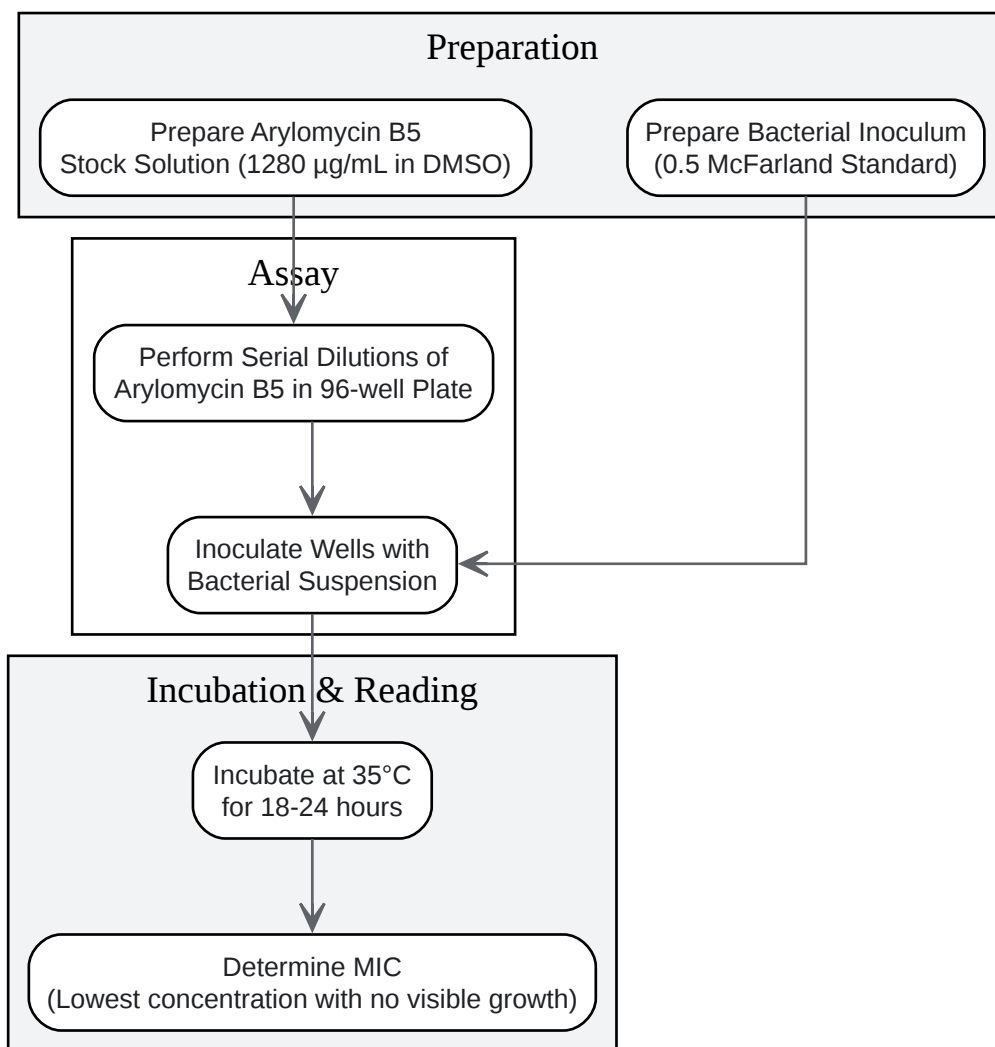 Preparation
Prepare Arylomycin B5
Stock Solution (1280 µg/mL in DMSO)
Prepare Bacterial Inoculum
(0.5 McFarland Standard)
Assay
Perform Serial Dilutions of
Arylomycin B5 in 96-well Plate
Inoculate Wells with
Bacterial Suspension
Incubation & Reading
Incubate at 35°C
for 18-24 hours
Determine MIC
(Lowest concentration with no visible growth)